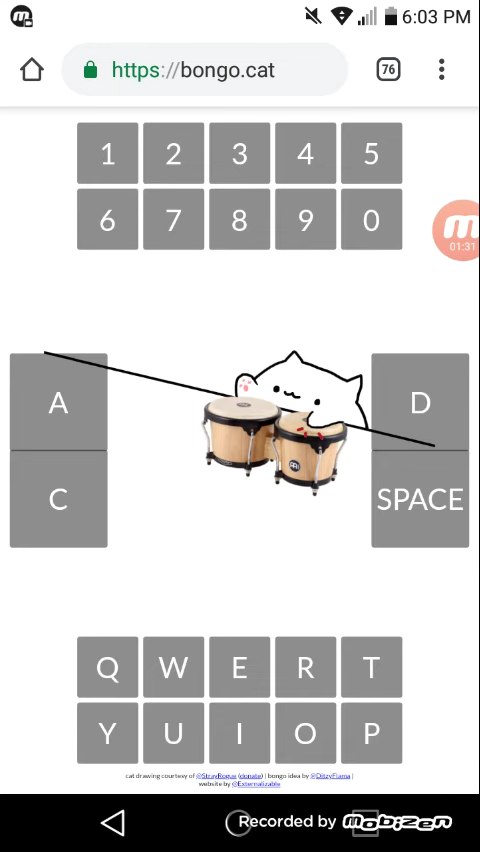 6:03 PM
https://bongo.cat
76
1 2 3 4 5
6 7 8 9 0
01:31
A
D
C
SPACE
Q W E R T
Y U I O P
cat drawing courtesy of @StrayRogue (donate) | bongo idea by @DitzyFlama |
website by @Externalizable
Recorded by Mobizen